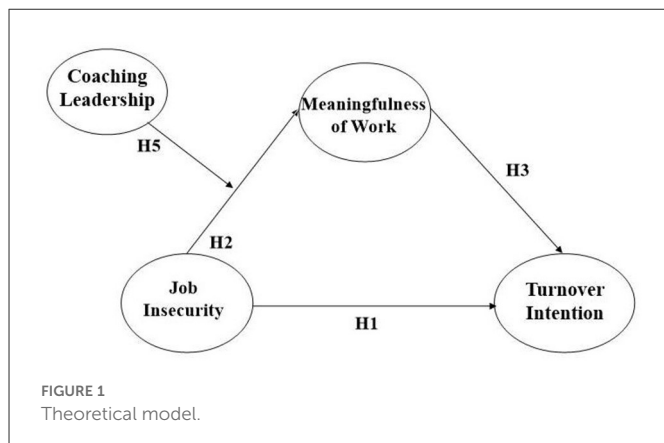 Coaching
Leadership
Meaningfulness
of Work
H5
H3
H2
Job
Insecurity
Turnover
Intention
H1
FIGURE 1
Theoretical model.